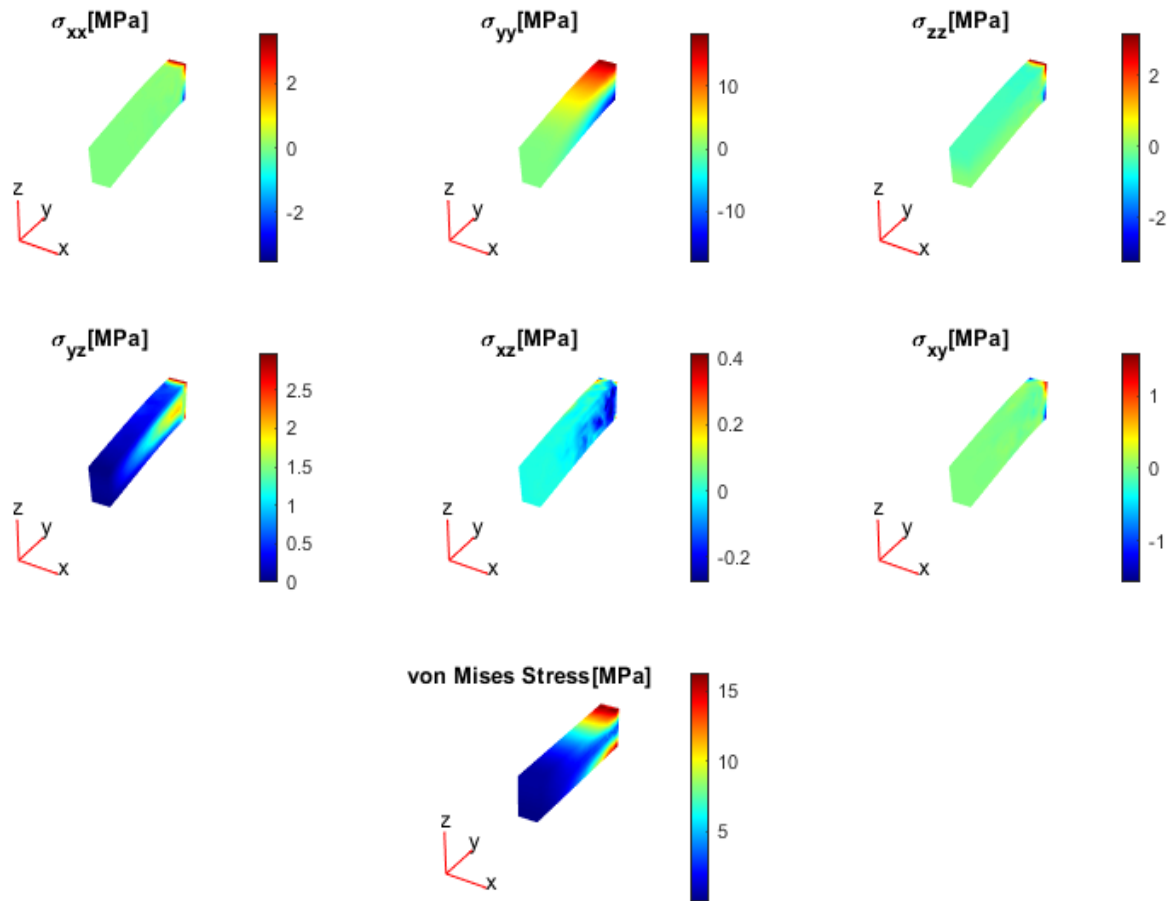 σxx[MPa] σyy[MPa] σzz[MPa]
2 10 2
0 0 0
-2 -10 -2
z z z
y y y
x x x
σyz[MPa] σxz[MPa] σxy[MPa]
2.5 0.4 1
2 0.2 0
1.5 0 -1
1 -0.2
0.5
0
z z z
y y y
x x x
von Mises Stress[MPa]
15
10
5
z
y
x